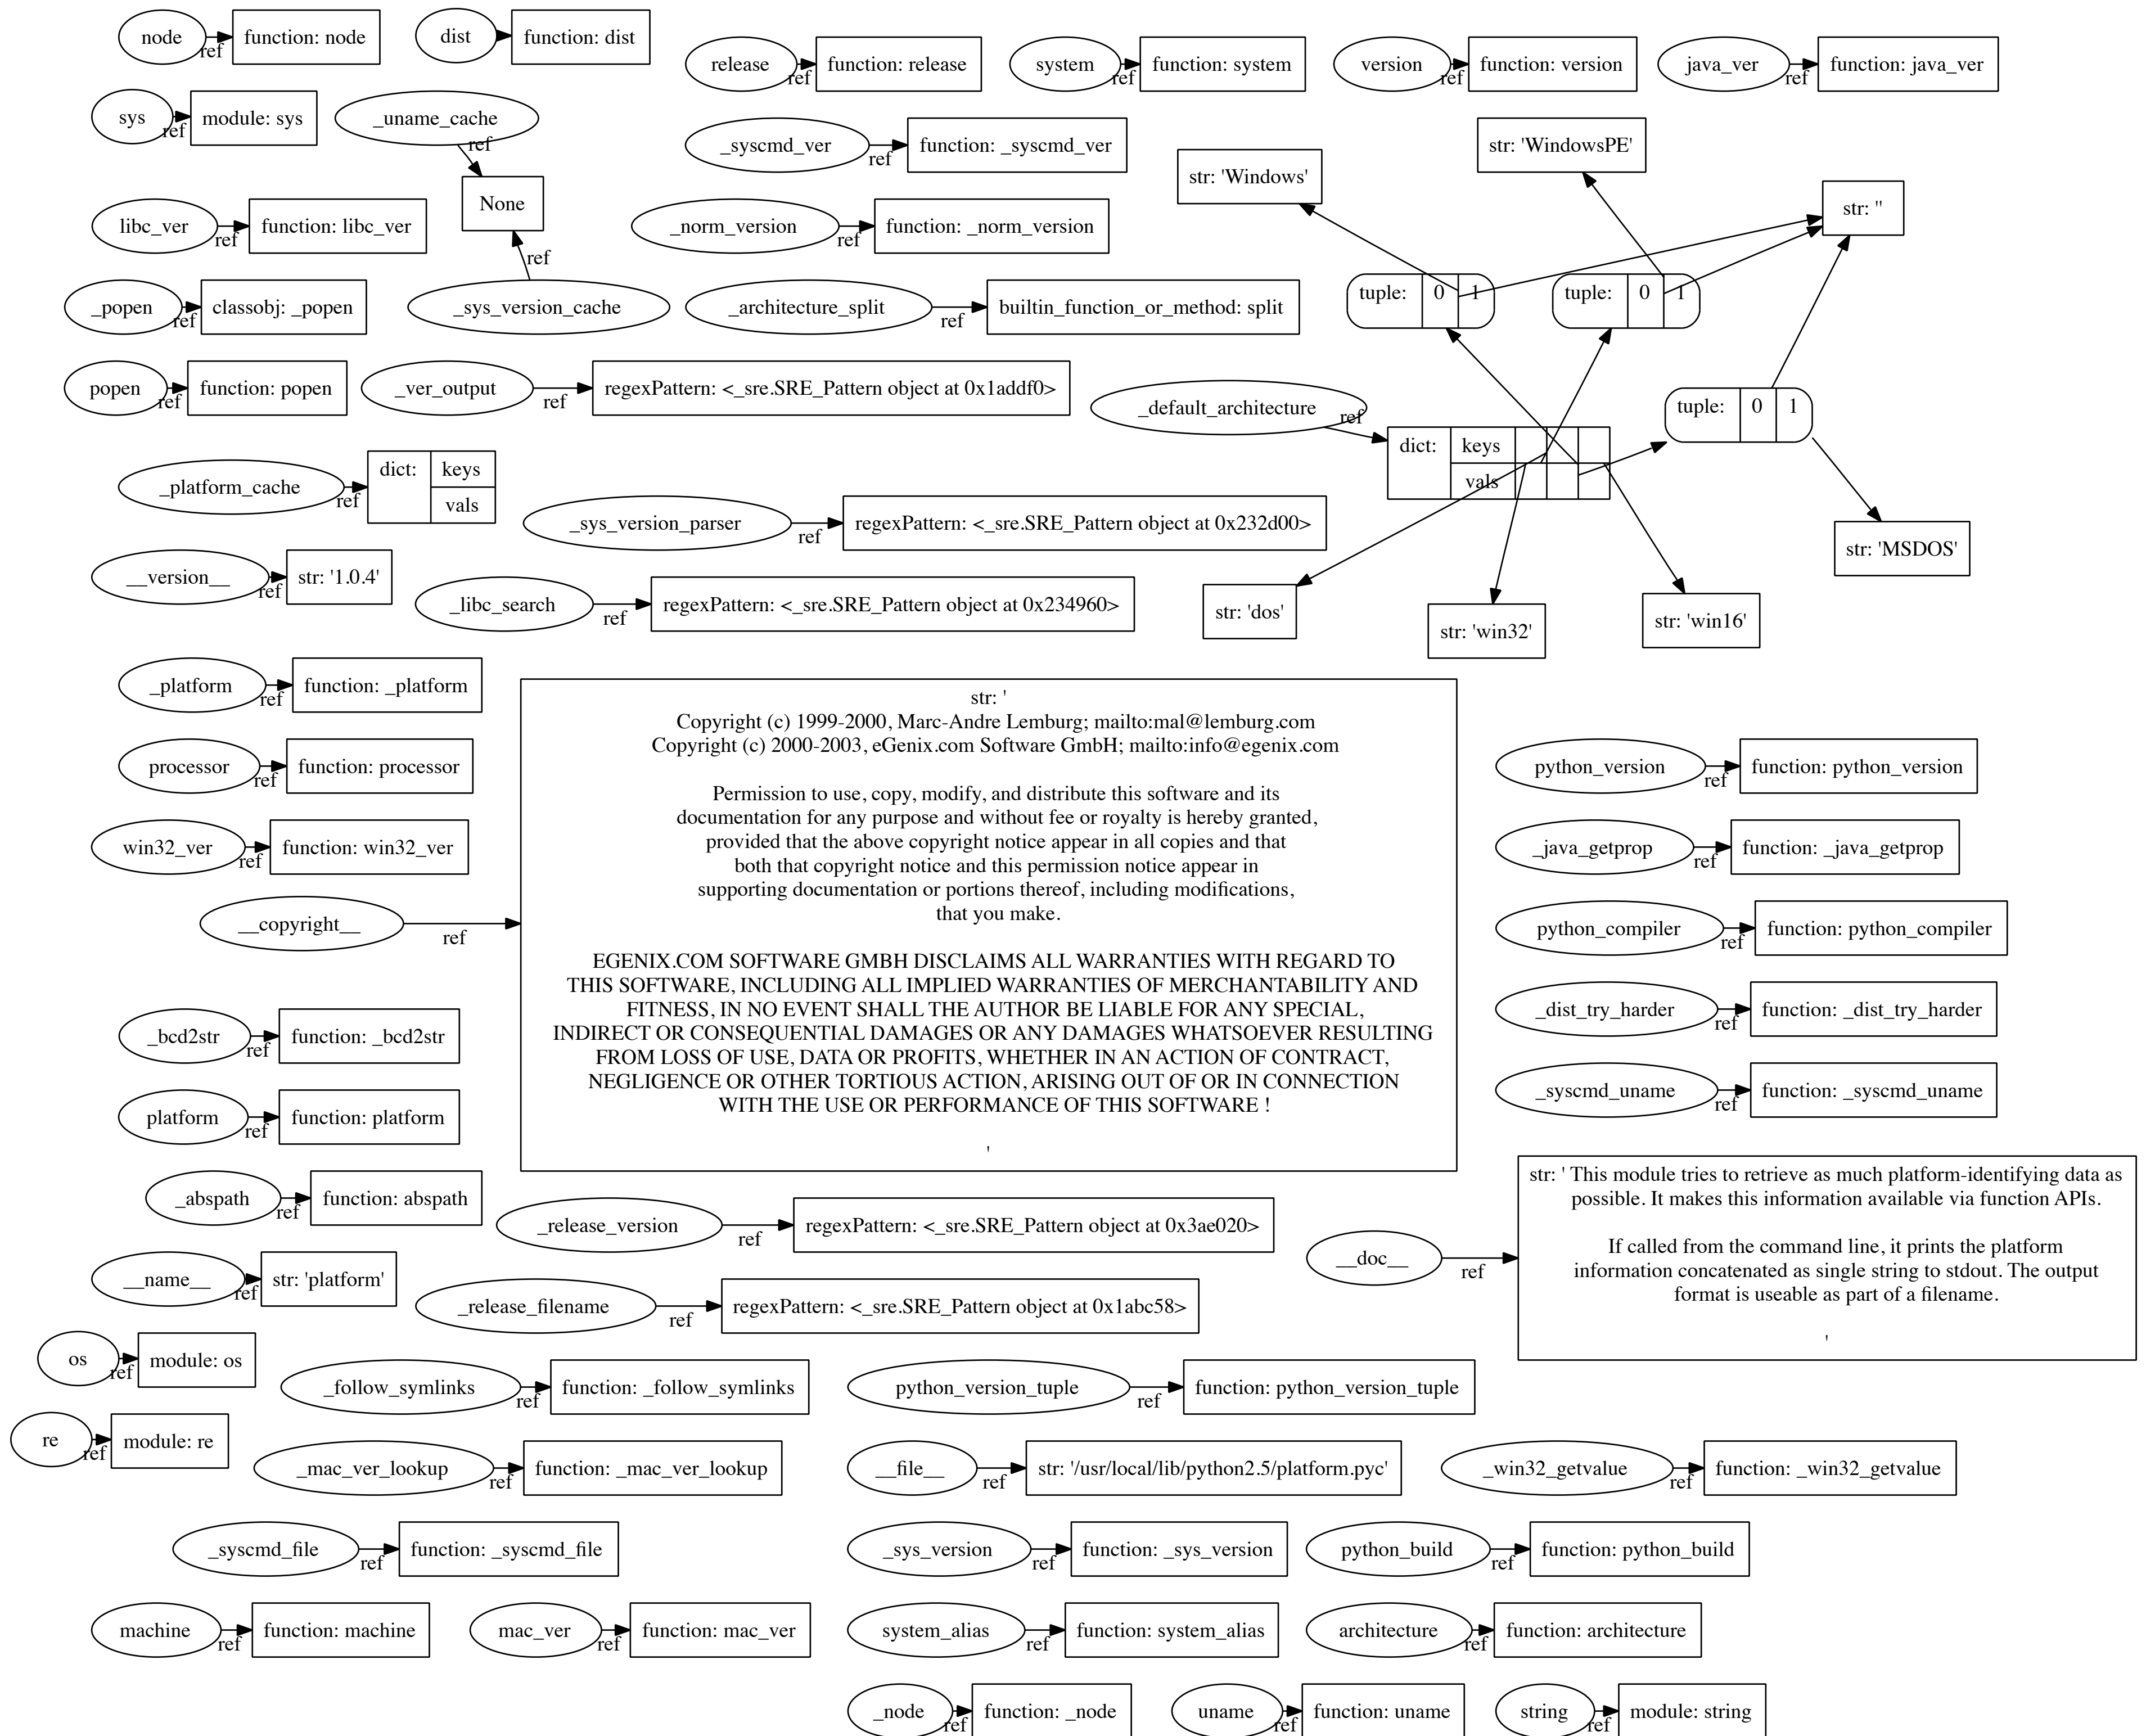 node
ref
function: node
dist
function: dist
release
ref
function: release
system
ref
function: system
version
ref
function: version
java_ver
ref
function: java_ver
sys
ref
module: sys
_uname_cache
ref
None
_syscmd_ver
ref
function: _syscmd_ver
str: 'Windows'
str: 'WindowsPE'
str: ''
libc_ver
ref
function: libc_ver
_norm_version
ref
function: _norm_version
ref
_popen
ref
classobj: _popen
_sys_version_cache
_architecture_split
ref
builtin_function_or_method: split
tuple: 0 1
tuple: 0 1
popen
ref
function: popen
_ver_output
ref
regexPattern: <_sre.SRE_Pattern object at 0x1addf0>
_default_architecture
ref
tuple: 0 1
dict: keys
vals
_platform_cache
ref
dict: keys
vals
_sys_version_parser
ref
regexPattern: <_sre.SRE_Pattern object at 0x232d00>
str: 'MSDOS'
__version__
ref
str: '1.0.4'
_libc_search
ref
regexPattern: <_sre.SRE_Pattern object at 0x234960>
str: 'dos'
str: 'win32'
str: 'win16'
_platform
ref
function: _platform
processor
ref
function: processor
win32_ver
ref
function: win32_ver
__copyright__
ref
str: '
Copyright (c) 1999-2000, Marc-Andre Lemburg; mailto:mal@lemburg.com
Copyright (c) 2000-2003, eGenix.com Software GmbH; mailto:info@egenix.com
Permission to use, copy, modify, and distribute this software and its
documentation for any purpose and without fee or royalty is hereby granted,
provided that the above copyright notice appear in all copies and that
both that copyright notice and this permission notice appear in
supporting documentation or portions thereof, including modifications,
that you make.
EGENIX.COM SOFTWARE GMBH DISCLAIMS ALL WARRANTIES WITH REGARD TO
THIS SOFTWARE, INCLUDING ALL IMPLIED WARRANTIES OF MERCHANTABILITY AND
FITNESS, IN NO EVENT SHALL THE AUTHOR BE LIABLE FOR ANY SPECIAL,
INDIRECT OR CONSEQUENTIAL DAMAGES OR ANY DAMAGES WHATSOEVER RESULTING
FROM LOSS OF USE, DATA OR PROFITS, WHETHER IN AN ACTION OF CONTRACT,
NEGLIGENCE OR OTHER TORTIOUS ACTION, ARISING OUT OF OR IN CONNECTION
WITH THE USE OR PERFORMANCE OF THIS SOFTWARE !
'
python_version
ref
function: python_version
_java_getprop
ref
function: _java_getprop
python_compiler
ref
function: python_compiler
_dist_try_harder
ref
function: _dist_try_harder
_syscmd_uname
ref
function: _syscmd_uname
_bcd2str
ref
function: _bcd2str
platform
ref
function: platform
_abspath
ref
function: abspath
_release_version
ref
regexPattern: <_sre.SRE_Pattern object at 0x3ae020>
__doc__
ref
str: ' This module tries to retrieve as much platform-identifying data as
possible. It makes this information available via function APIs.
If called from the command line, it prints the platform
information concatenated as single string to stdout. The output
format is useable as part of a filename.
'
__name__
ref
str: 'platform'
_release_filename
ref
regexPattern: <_sre.SRE_Pattern object at 0x1abc58>
os
ref
module: os
_follow_symlinks
ref
function: _follow_symlinks
python_version_tuple
ref
function: python_version_tuple
re
ref
module: re
_mac_ver_lookup
ref
function: _mac_ver_lookup
__file__
ref
str: '/usr/local/lib/python2.5/platform.pyc'
_win32_getvalue
ref
function: _win32_getvalue
_syscmd_file
ref
function: _syscmd_file
_sys_version
ref
function: _sys_version
python_build
ref
function: python_build
machine
ref
function: machine
mac_ver
ref
function: mac_ver
system_alias
ref
function: system_alias
architecture
ref
function: architecture
_node
ref
function: _node
uname
ref
function: uname
string
ref
module: string